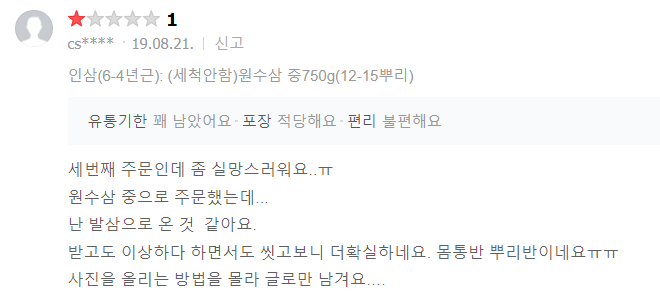 1
cs**** · 19.08.21. | 신고
인삼(6-4년근): (세척안함)원수삼 중750g(12-15뿌리)
유통기한 꽤 남았어요 · 포장 적당해요 · 편리 불편해요
세번째 주문인데 좀 실망스러워요..ㅠ
원수삼 중으로 주문했는데...
난 발삼으로 온 것  같아요.
받고도 이상하다 하면서도 씻고보니 더확실하네요. 몸통반 뿌리반이네요ㅠㅠ
사진을 올리는 방법을 몰라 글로만 남겨요....